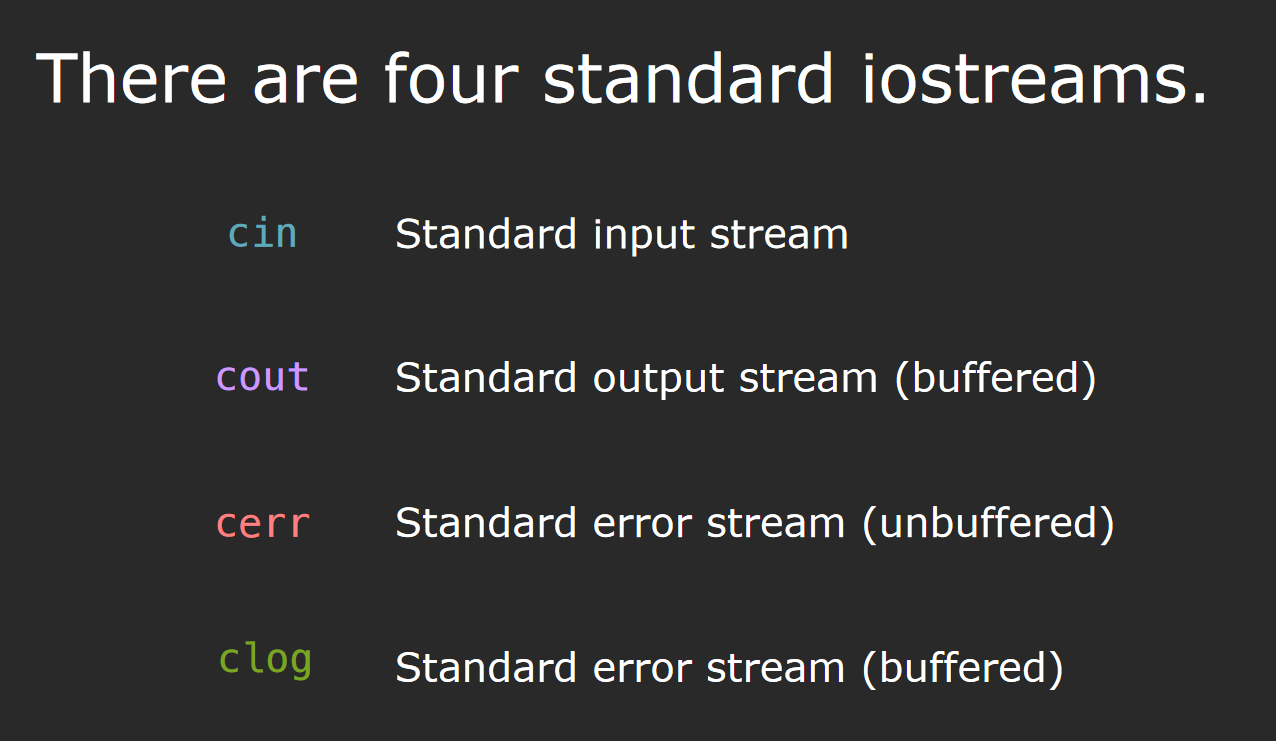 There are four standard iostreams.
cin Standard input stream
cout Standard output stream (buffered)
cerr Standard error stream (unbuffered)
clog Standard error stream (buffered)